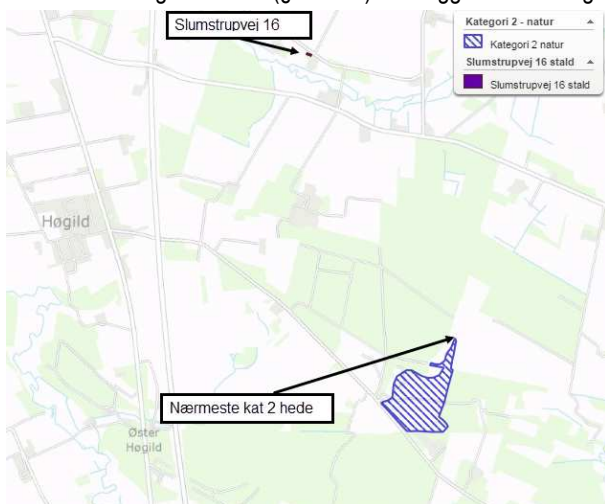 Slumstrupvej 16
Kategori 2 - natur
Kategori 2 natur
Slumstrupvej 16 stald
Slumstrupvej 16 stald
Høgild
Nærmeste kat 2 hede
Øster
Høgild